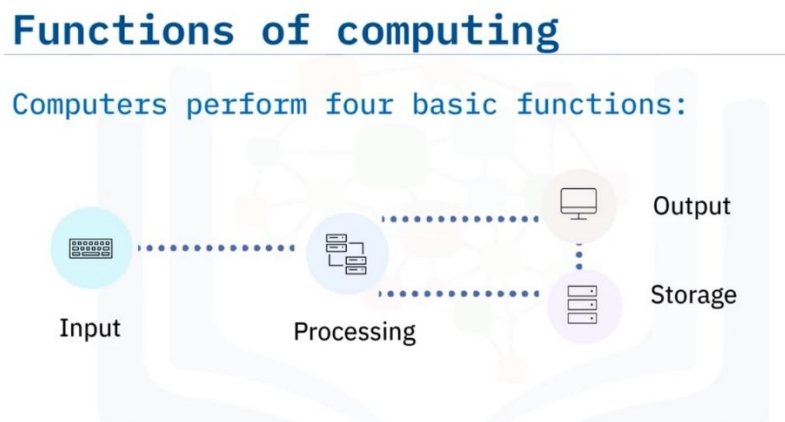 Functions of computing
Computers perform four basic functions:
Output
Storage
Input
Processing